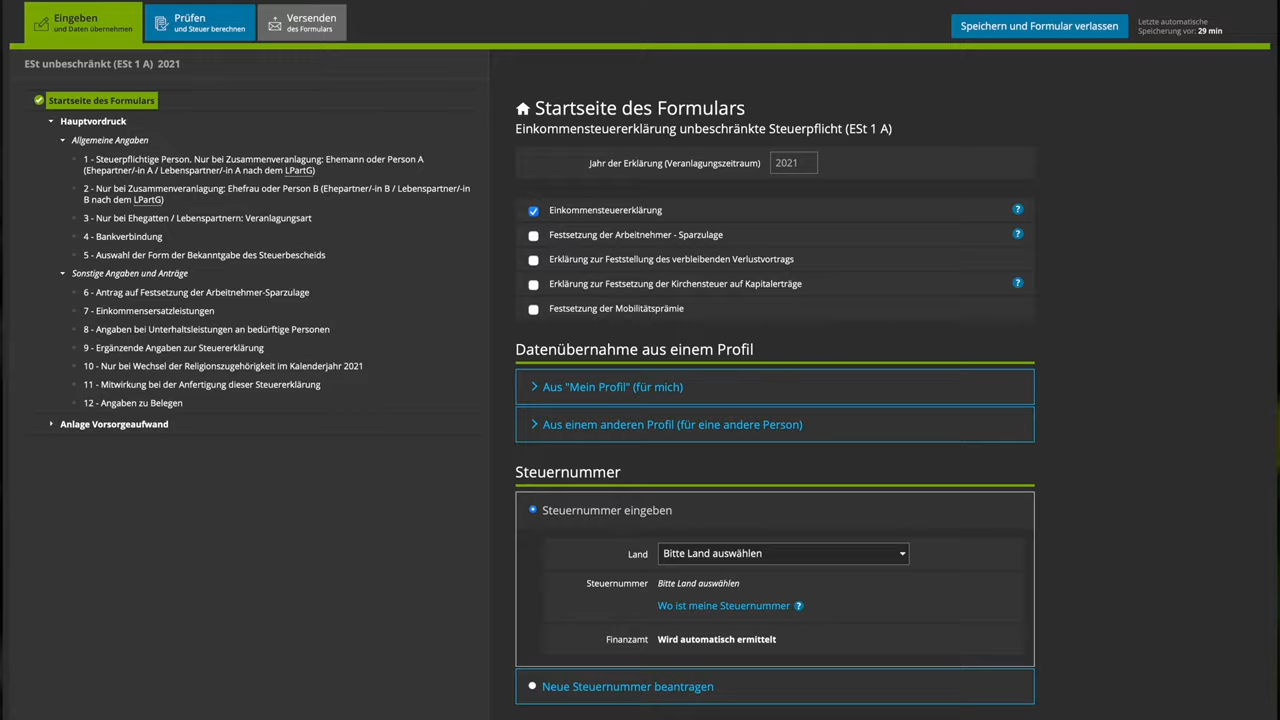 Eingeben
und Daten übernehmen
Prüfen
und Steuer berechnen
Versenden
des Formulars
Speichern und Formular verlassen
Letzte automatische
Speicherung vor: 29 min
ESt unbeschränkt (ESt 1 A) 2021
Startseite des Formulars
Hauptvordruck
Allgemeine Angaben
1 - Steuerpflichtige Person. Nur bei Zusammenveranlagung: Ehemann oder Person A
(Ehepartner/-in A / Lebenspartner/-in A nach dem LPartG)
2 - Nur bei Zusammenveranlagung: Ehefrau oder Person B (Ehepartner/-in B / Lebenspartner/-in
B nach dem LPartG)
3 - Nur bei Ehegatten / Lebenspartnern: Veranlagungsart
4 - Bankverbindung
5 - Auswahl der Form der Bekanntgabe des Steuerbescheids
Sonstige Angaben und Anträge
6 - Antrag auf Festsetzung der Arbeitnehmer-Sparzulage
7 - Einkommensersatzleistungen
8 - Angaben bei Unterhaltsleistungen an bedürftige Personen
9 - Ergänzende Angaben zur Steuererklärung
10 - Nur bei Wechsel der Religionszugehörigkeit im Kalenderjahr 2021
11 - Mitwirkung bei der Anfertigung dieser Steuererklärung
12 - Angaben zu Belegen
Anlage Vorsorgeaufwand
Startseite des Formulars
Einkommensteuererklärung unbeschränkte Steuerpflicht (ESt 1 A)
Jahr der Erklärung (Veranlagungszeitraum) 2021
Einkommensteuererklärung ?
Festsetzung der Arbeitnehmer - Sparzulage ?
Erklärung zur Feststellung des verbleibenden Verlustvortrags
Erklärung zur Festsetzung der Kirchensteuer auf Kapitalerträge ?
Festsetzung der Mobilitätsprämie
Datenübernahme aus einem Profil
Aus "Mein Profil" (für mich)
Aus einem anderen Profil (für eine andere Person)
Steuernummer
Steuernummer eingeben
Land Bitte Land auswählen
Steuernummer Bitte Land auswählen
Wo ist meine Steuernummer ?
Finanzamt Wird automatisch ermittelt
Neue Steuernummer beantragen